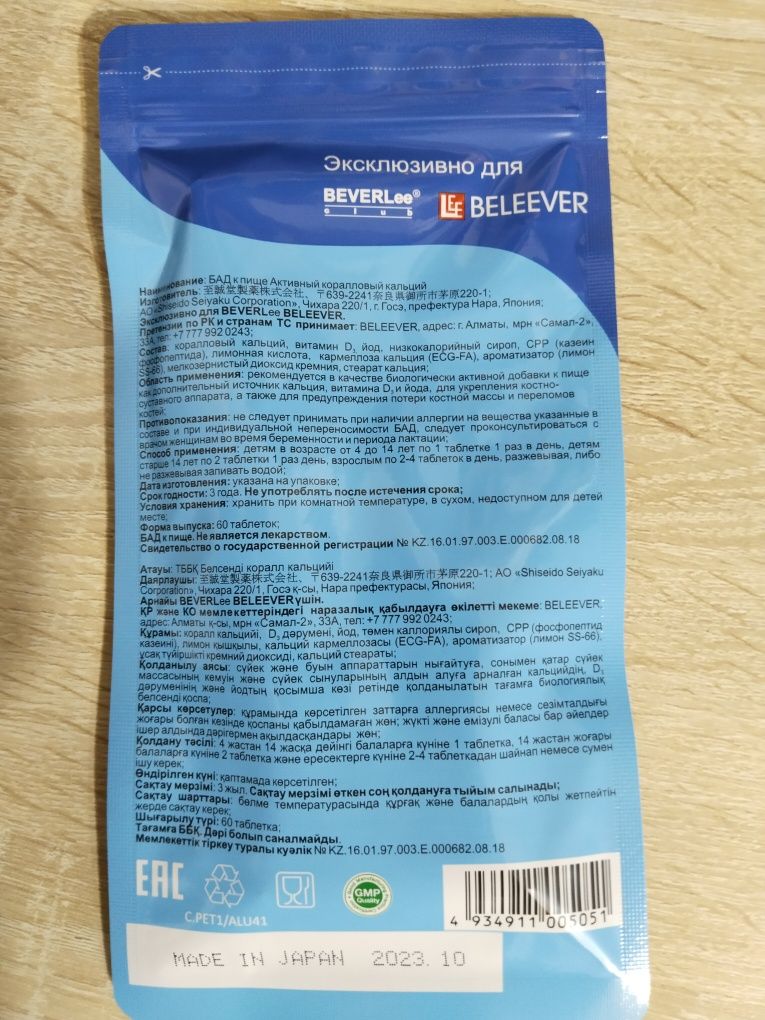 Эксклюзивно для
BEVERLee®
club
LEE BELEEVER
Наименование: БАД к пище Активный коралловый кальций
Изготовитель: 至誠堂製薬株式会社、 〒639-2241奈良県御所市茅原220-1;
АО «Shiseido Seiyaku Corporation», Чихара 220/1, г. Госэ, префектура Нара, Япония;
Эксклюзивно для BEVERLee BELEEVER.
Претензии по РК и странам ТС принимает: BELEEVER, адрес: г. Алматы, мрн «Самал-2»,
33А, тел: +7 777 992 0243;
Состав: коралловый кальций, витамин D, йод, низкокалорийный сироп, CPP (казеин
фосфопептида), лимонная кислота, кармеллоза кальция (ECG-FA), ароматизатор (лимон
SS-66), мелкозернистый диоксид кремния, стеарат кальция;
Область применения: рекомендуется в качестве биологически активной добавки к пище
как дополнительный источник кальция, витамина D, и йода, для укрепления костно-
суставного аппарата, а также для предупреждения потери костной массы и переломов
костей;
Противопоказания: не следует принимать при наличии аллергии на вещества указанные в
составе и при индивидуальной непереносимости БАД, следует проконсультироваться с
врачом женщинам во время беременности и периода лактации;
Способ применения: детям в возрасте от 4 до 14 лет по 1 таблетке 1 раз в день, детям
старше 14 лет по 2 таблетки 1 раз день, взрослым по 2-4 таблеток в день, разжевывая, либо
не разжевывая запивать водой;
Дата изготовления: указана на упаковке;
Срок годности: 3 года. Не употреблять после истечения срока;
Условия хранения: хранить при комнатной температуре, в сухом, недоступном для детей
месте;
Форма выпуска: 60 таблеток;
БАД к пище. Не является лекарством.
Свидетельство о государственной регистрации № KZ.16.01.97.003.E.000682.08.18
Атауы: ТББҚ Белсенді коралл кальцийі
Даярлаушы: 至誠堂製薬株式会社、 〒639-2241奈良県御所市茅原220-1; АО «Shiseido Seiyaku
Corporation», Чихара 220/1, Госэ қ-сы, Нара префектурасы, Япония;
Арнайы BEVERLee BELEEVER үшін.
ҚР және КО мемлекеттеріндегі наразалық қабылдауға өкілетті мекеме: BELEEVER,
адрес: Алматы қ-сы, мрн «Самал-2», 33А, тел: +7 777 992 0243;
Құрамы: коралл кальцийі, D, дәрумені, йод, төмен каллориялы сироп, CPP (фосфопептид
казеині), лимон қышқылы, кальций кармеллозасы (ECG-FA), ароматизатор (лимон SS-66),
ұсақ түйіршікті кремний диоксиді, кальций стеараты;
Қолданылу аясы: сүйек және буын аппараттарын нығайтуға, сонымен қатар сүйек
массасының кемуін және сүйек сынуларының алдын алуға арналған кальцийдің, D,
дәруменінің және йодтың қосымша көзі ретінде қолданылатын тағамға биологиялық
белсенді қоспа;
Қарсы көрсетулер: құрамында көрсетілген заттарға аллергиясы немесе сезімталдығы
жоғары болған кезінде қоспаны қабылдамаған жөн; жүкті және емізулі баласы бар әйелдер
ішер алдында дәрігермен ақылдасқандары жөн;
Қолдану тәсілі: 4 жастан 14 жасқа дейінгі балаларға күніне 1 таблетка. 14 жастан жоғары
балаларға күніне 2 таблетка және ересектерге күніне 2-4 таблеткадан шайнап немесе сумен
ішу керек;
Өндірілген күні: қаптамада көрсетілген;
Сақтау мерзімі: 3 жыл. Сақтау мерзімі өткен соң қолдануға тыйым салынады;
Сақтау шарттары: бөлме температурасында құрғақ және балалардың қолы жетпейтін
жерде сақтау керек;
Шығарылу түрі: 60 таблетка;
Тағамға ББҚ. Дәрі болып саналмайды.
Мемлекеттік тіркеу туралы куәлік № KZ.16.01.97.003.E.000682.08.18
EAC
C.PET1/ALU41
GMP
Quality
4 934911 005051
MADE IN JAPAN 2023.10